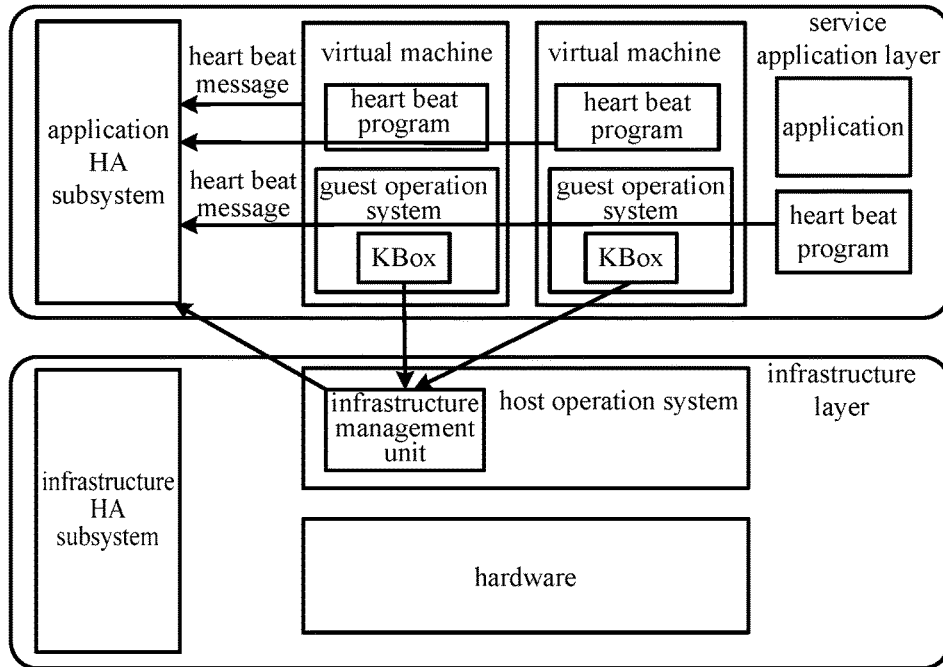 service
application layer
heart beat
message
virtual machine
virtual machine
heart beat
program
heart beat
program
application
application
HA
subsystem
heart beat
message
guest operation
system
guest operation
system
heart beat
program
KBox
KBox
infrastructure
layer
infrastructure
management
unit
host operation system
infrastructure
HA
subsystem
hardware